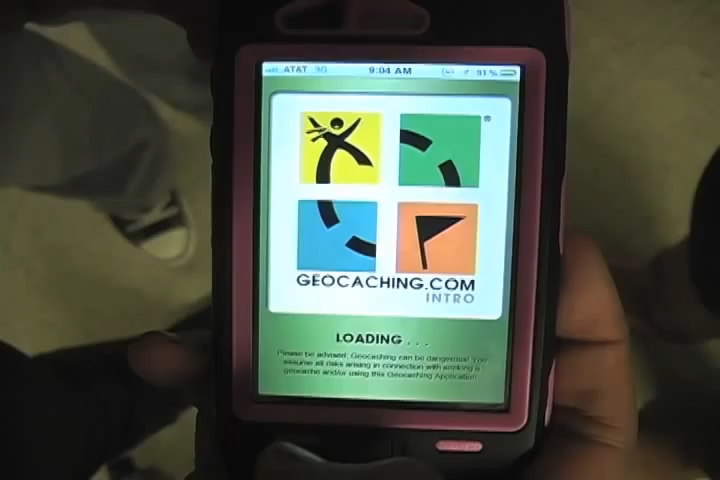 AT&T 3G 9:04 AM 91%
®
GEOCACHING.COM
INTRO
LOADING . . .
Please be advised: Geocaching can be dangerous! You
assume all risks arising in connection with seeking a
geocache and/or using this Geocaching Application.